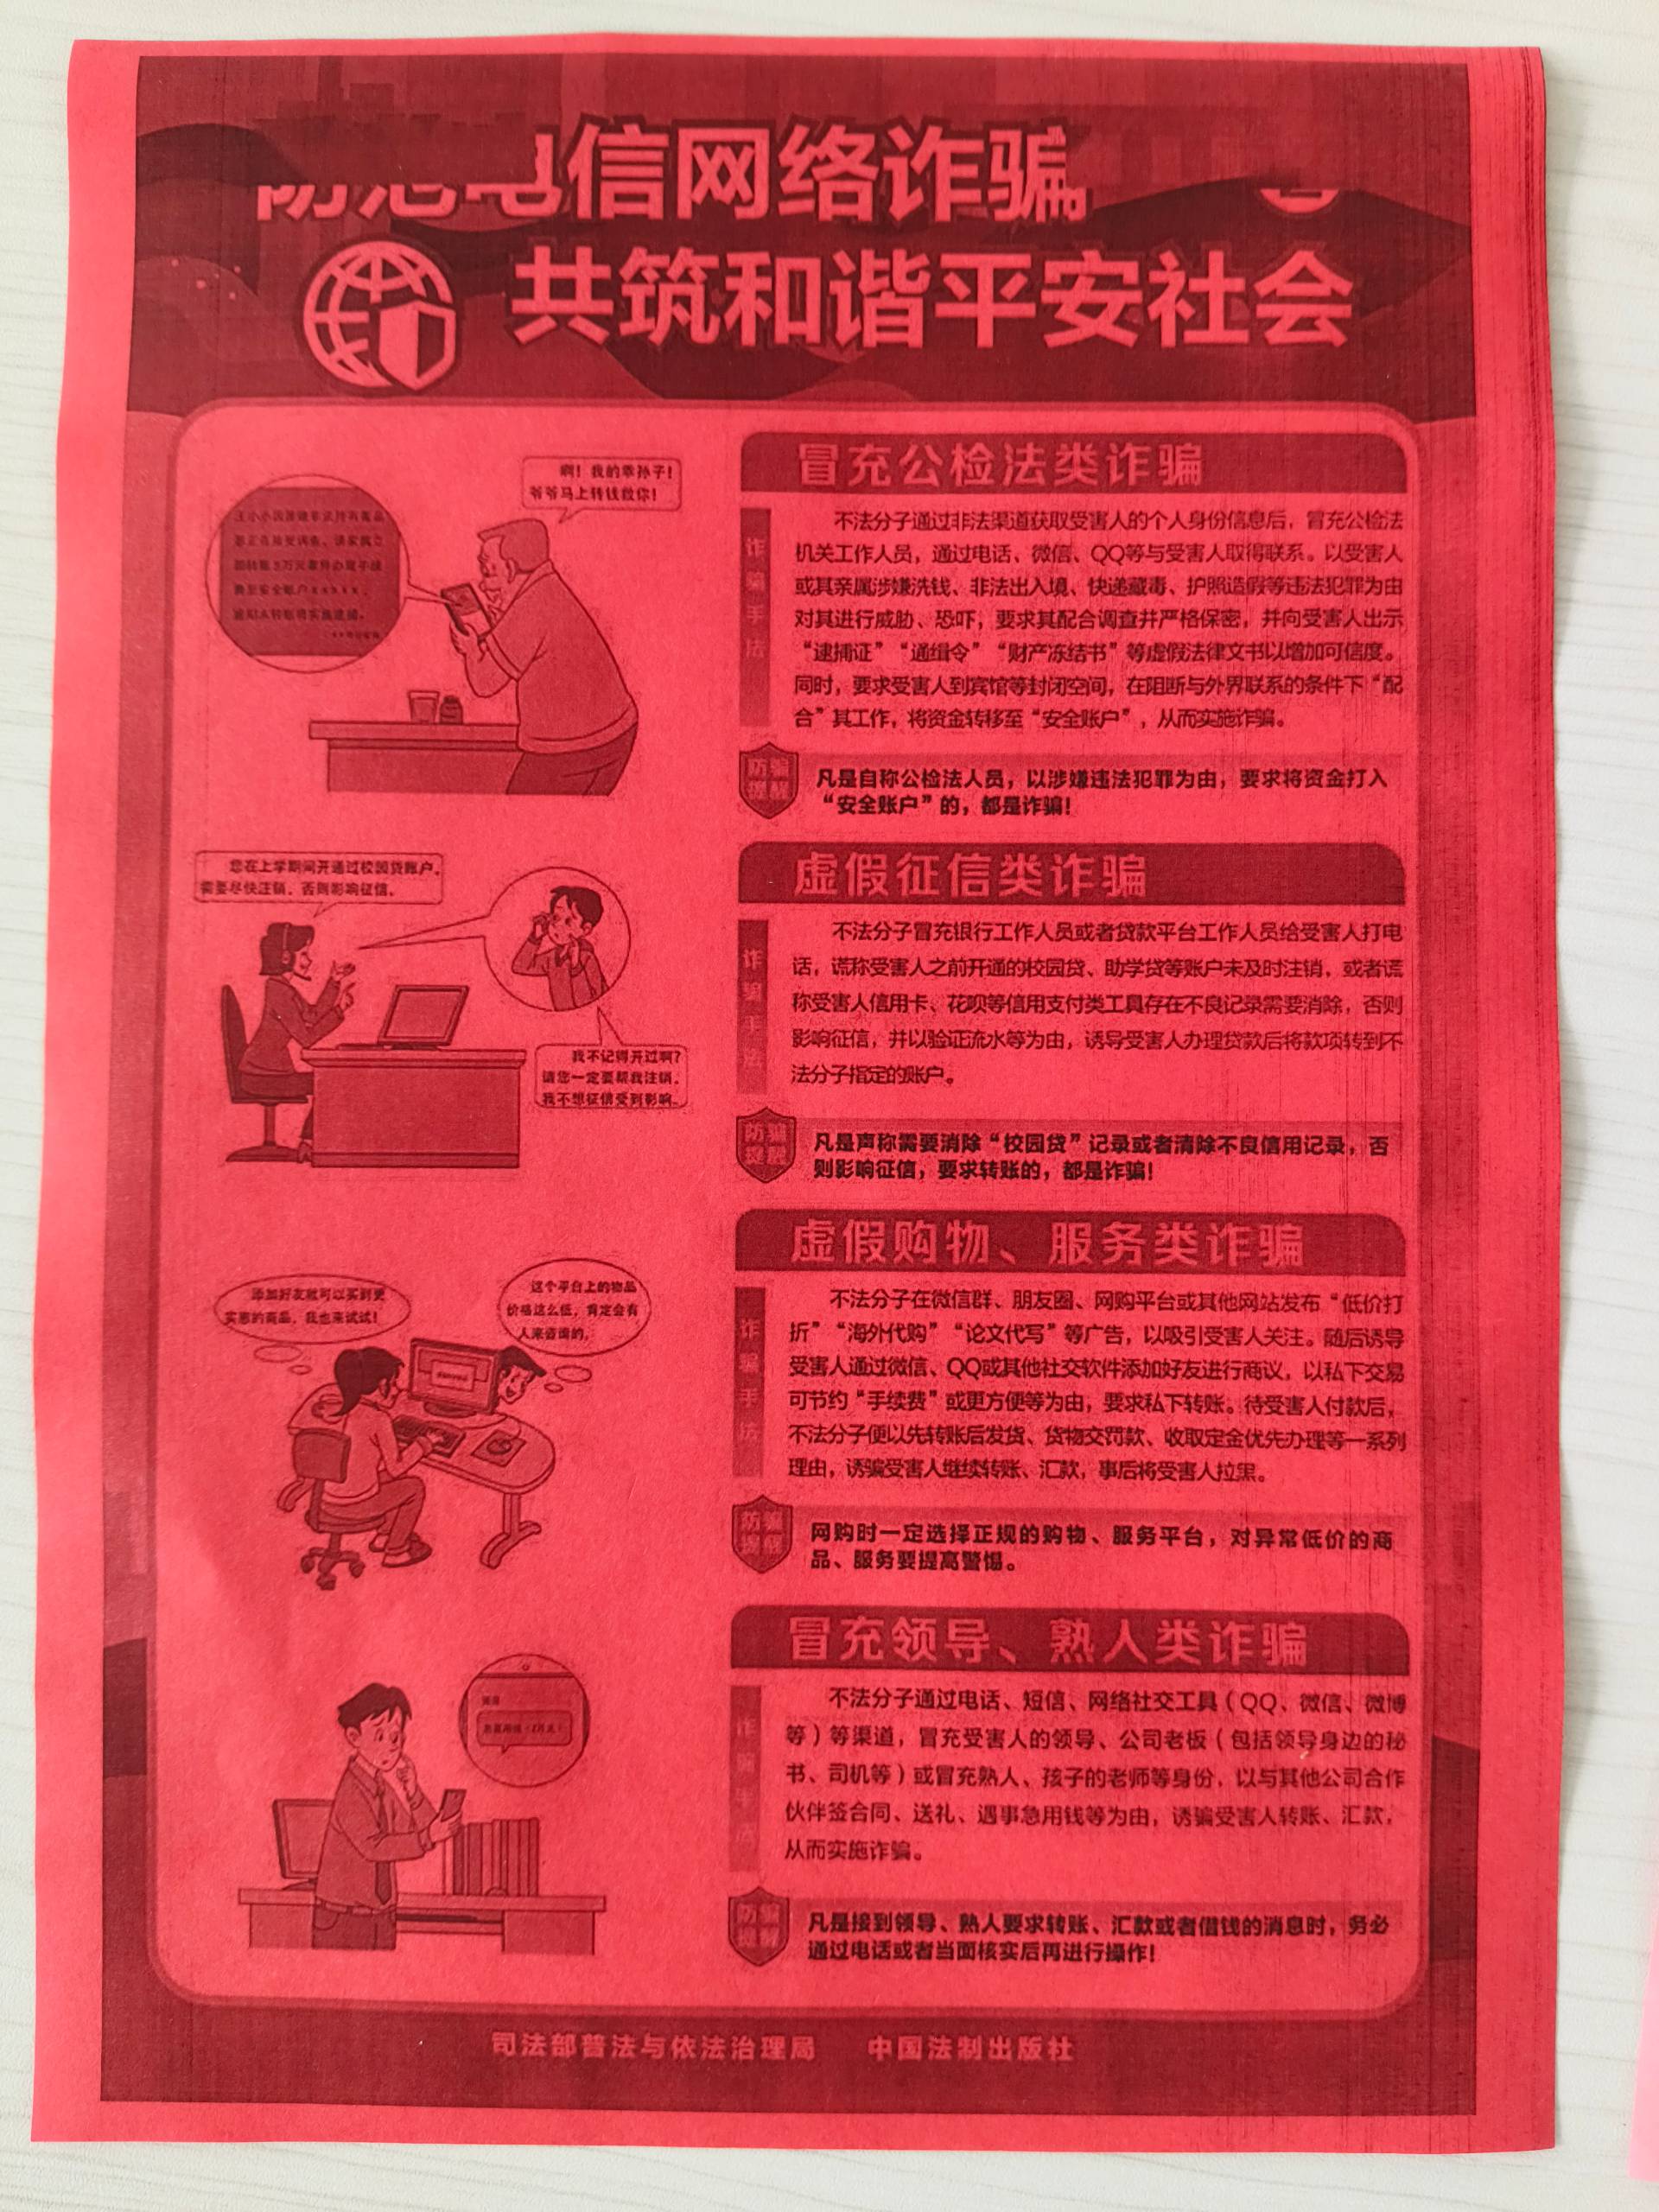 防范电信网络诈骗
共筑和谐平安社会
啊！我的乖孙子！
爷爷马上转钱救你！
冒充公检法类诈骗
诈骗手法
不法分子通过非法渠道获取受害人的个人身份信息后，冒充公检法
机关工作人员，通过电话、微信、QQ等与受害人取得联系。以受害人
或其亲属涉嫌洗钱、非法出入境、快递藏毒、护照造假等违法犯罪为由
对其进行威胁、恐吓，要求其配合调查并严格保密，并向受害人出示
“逮捕证”“通缉令”“财产冻结书”等虚假法律文书以增加可信度。
同时，要求受害人到宾馆等封闭空间，在阻断与外界联系的条件下“配
合”其工作，将资金转移至“安全账户”，从而实施诈骗。
防骗
提醒
凡是自称公检法人员，以涉嫌违法犯罪为由，要求将资金打入
“安全账户”的，都是诈骗！
您在上学期间开通过校园贷账户，
需要尽快注销，否则影响征信。
我不记得开过啊？
请您一定要帮我注销，
我不想征信受到影响。
虚假征信类诈骗
诈骗手法
不法分子冒充银行工作人员或者贷款平台工作人员给受害人打电
话，谎称受害人之前开通的校园贷、助学贷等账户未及时注销，或者谎
称受害人信用卡、花呗等信用支付类工具存在不良记录需要消除，否则
影响征信，并以验证流水等为由，诱导受害人办理贷款后将款项转到不
法分子指定的账户。
防骗
提醒
凡是声称需要消除“校园贷”记录或者清除不良信用记录，否
则影响征信，要求转账的，都是诈骗！
添加好友就可以买到更
实惠的商品，我也来试试！
这个平台上的物品
价格这么低，肯定会有
人来咨询的。
虚假购物、服务类诈骗
诈骗手法
不法分子在微信群、朋友圈、网购平台或其他网站发布“低价打
折”“海外代购”“论文代写”等广告，以吸引受害人关注。随后诱导
受害人通过微信、QQ或其他社交软件添加好友进行商议，以私下交易
可节约“手续费”或更方便等为由，要求私下转账。待受害人付款后，
不法分子便以先转账后发货、货物交罚款、收取定金优先办理等一系列
理由，诱骗受害人继续转账、汇款，事后将受害人拉黑。
防骗
提醒
网购时一定选择正规的购物、服务平台，对异常低价的商
品、服务要提高警惕。
冒充领导、熟人类诈骗
诈骗手法
不法分子通过电话、短信、网络社交工具（QQ、微信、微博
等）等渠道，冒充受害人的领导、公司老板（包括领导身边的秘
书、司机等）或冒充熟人、孩子的老师等身份，以与其他公司合作
伙伴签合同、送礼、遇事急用钱等为由，诱骗受害人转账、汇款，
从而实施诈骗。
防骗
提醒
凡是接到领导、熟人要求转账、汇款或者借钱的消息时，务必
通过电话或者当面核实后再进行操作！
司法部普法与依法治理局 中国法制出版社